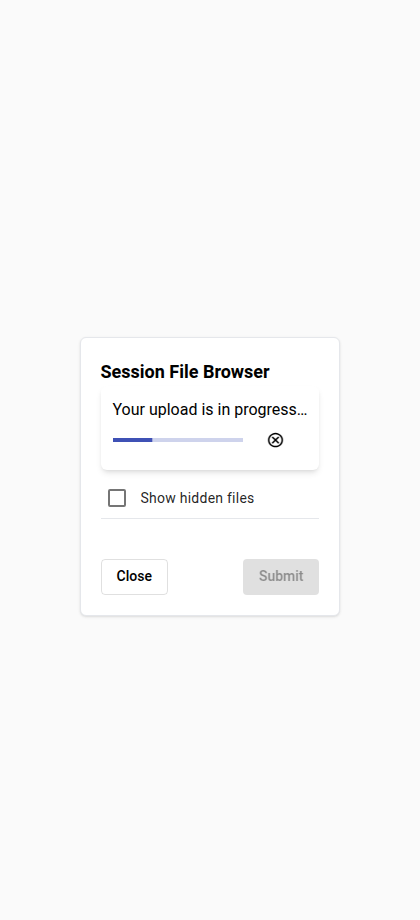 Session File Browser
Your upload is in progress...
Show hidden files
Close
Submit